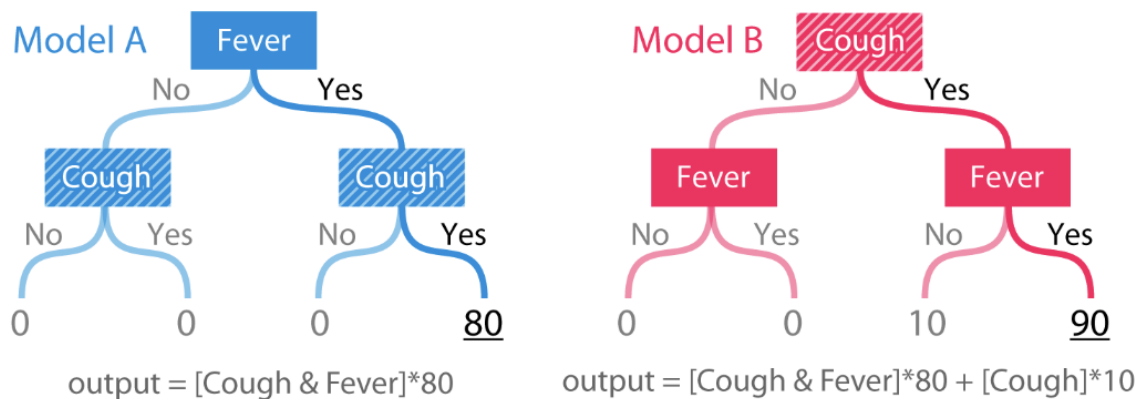 Model A
Fever
No
Yes
Cough
Cough
No
Yes
No
Yes
0
0
0
80
output = [Cough & Fever]*80
Model B
Cough
No
Yes
Fever
Fever
No
Yes
No
Yes
0
0
10
90
output = [Cough & Fever]*80 + [Cough]*10